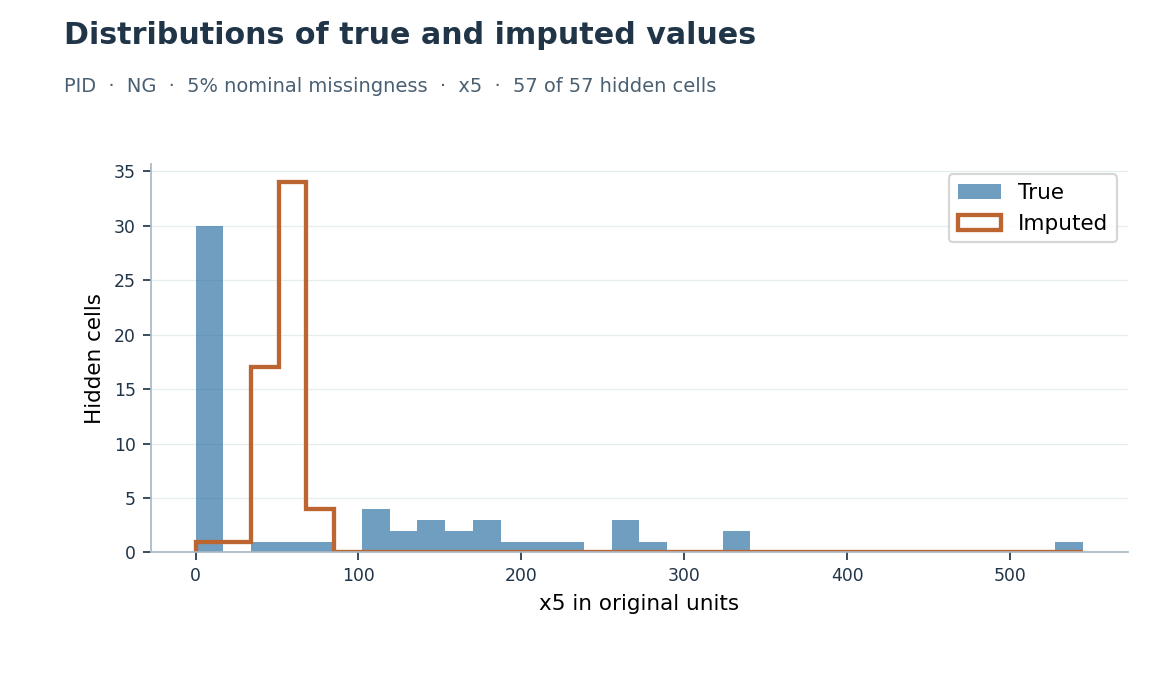 Distributions of true and imputed values
PID · NG · 5% nominal missingness · x5 · 57 of 57 hidden cells
35
30
25
20
15
10
5
0
Hidden cells
True
Imputed
0 100 200 300 400 500
x5 in original units